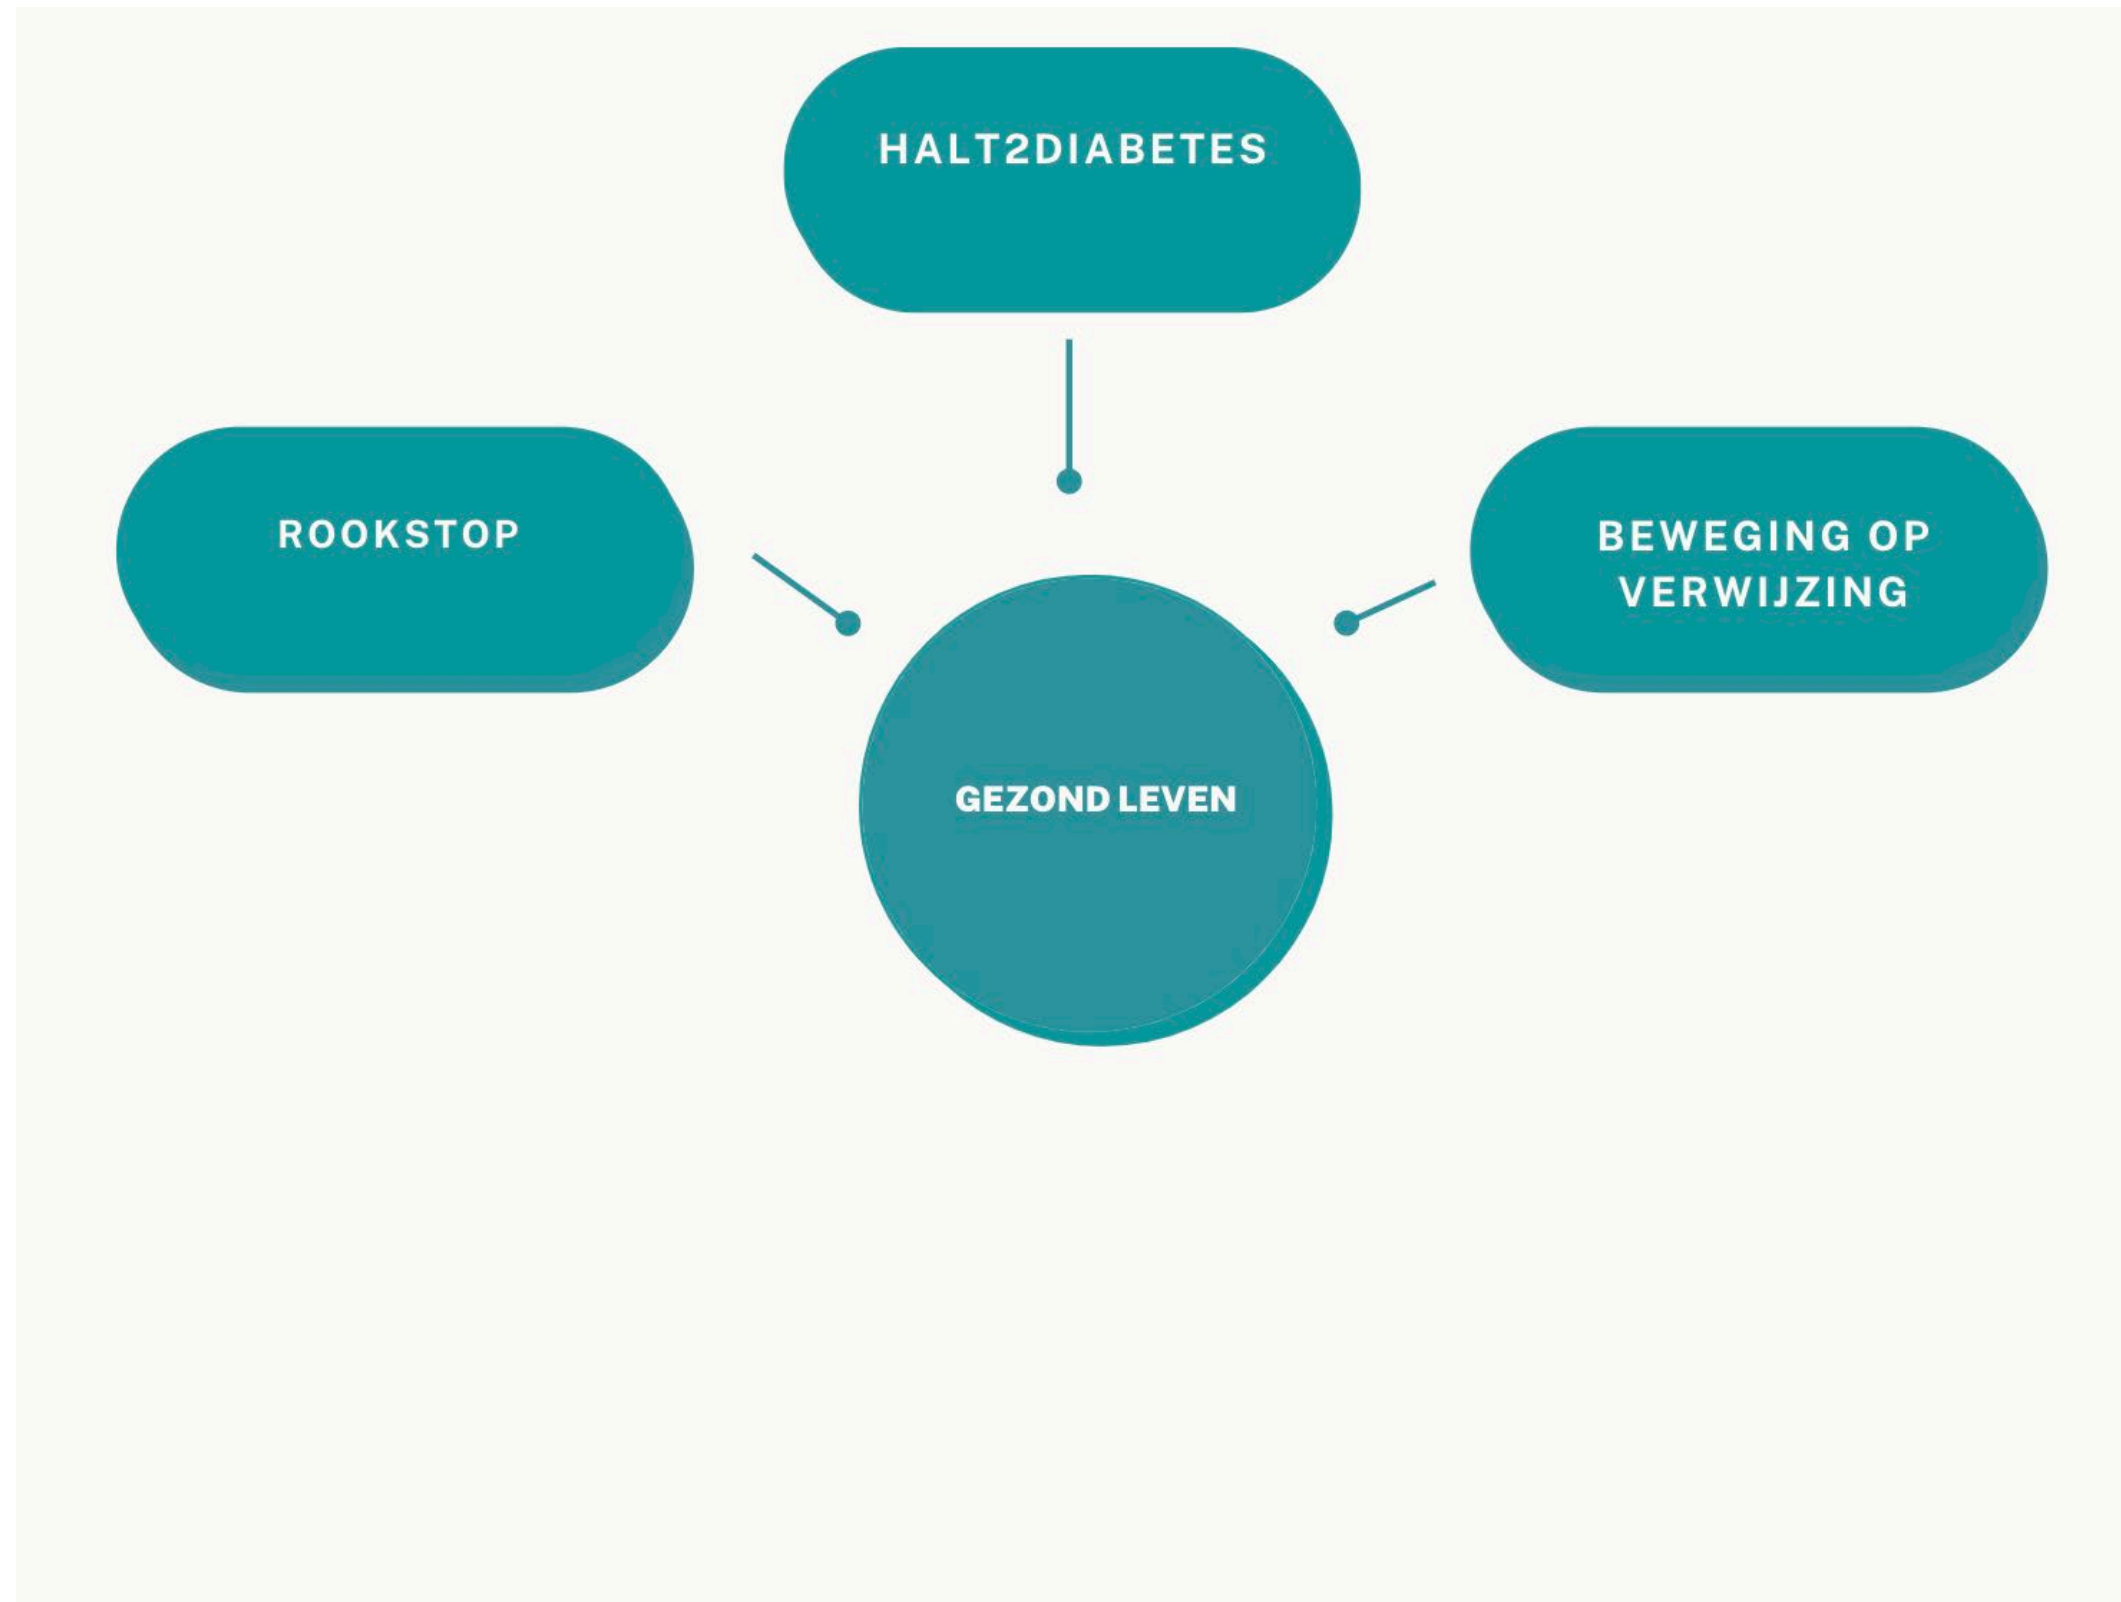 HALT2DIABETES
ROOKSTOP
BEWEGING OP
VERWIJZING
GEZOND LEVEN